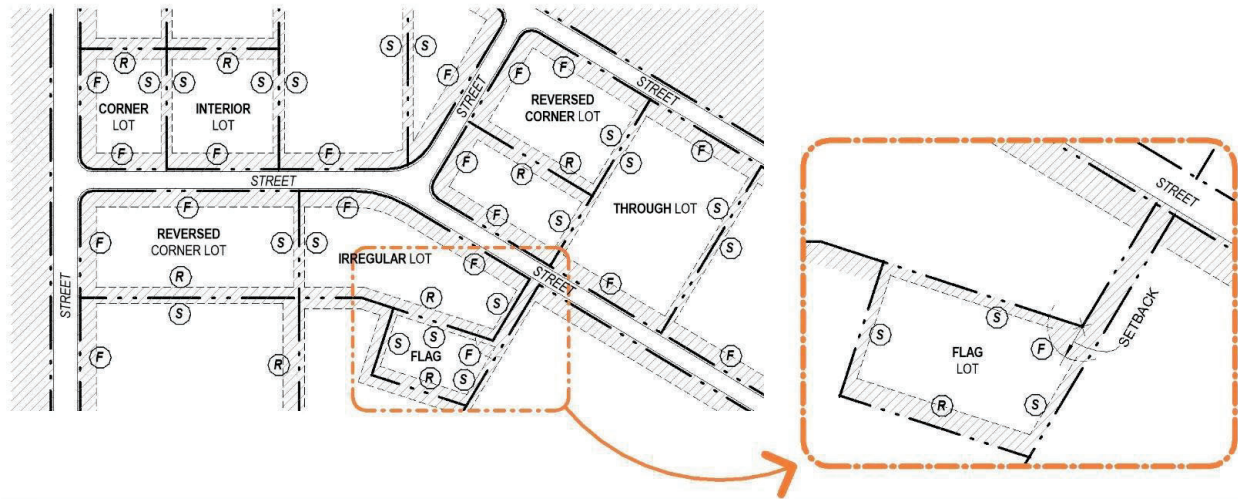 S S
R R
F S S S S F F F
CORNER INTERIOR
LOT LOT
STREET
STREET
REVERSED
CORNER LOT
F F F
S S F
STREET
F R
F
REVERSED
CORNER LOT
F S S F
F S
THROUGH LOT
S
S
IRREGULAR LOT
F
STREET
F
R
S R
S
STREET
F R
S S F
FLAG
R S
F
STREET
S F
S
FLAG
LOT
SETBACK
R S